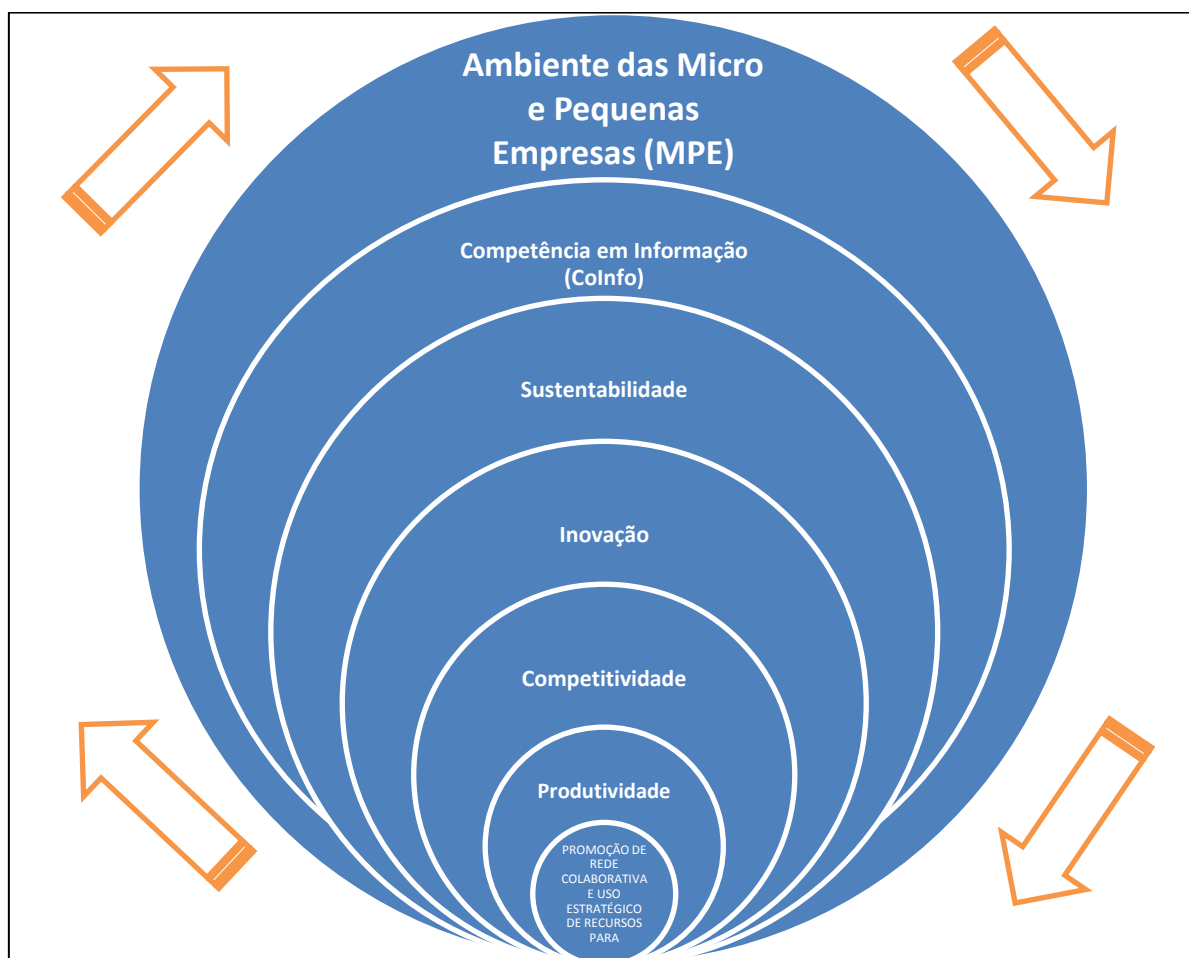 Ambiente das Micro
e Pequenas
Empresas (MPE)
Competência em Informação
(CoInfo)
Sustentabilidade
Inovação
Competitividade
Produtividade
PROMOÇÃO DE
REDE
COLABORATIVA
E USO
ESTRATÉGICO
DE RECURSOS
PARA